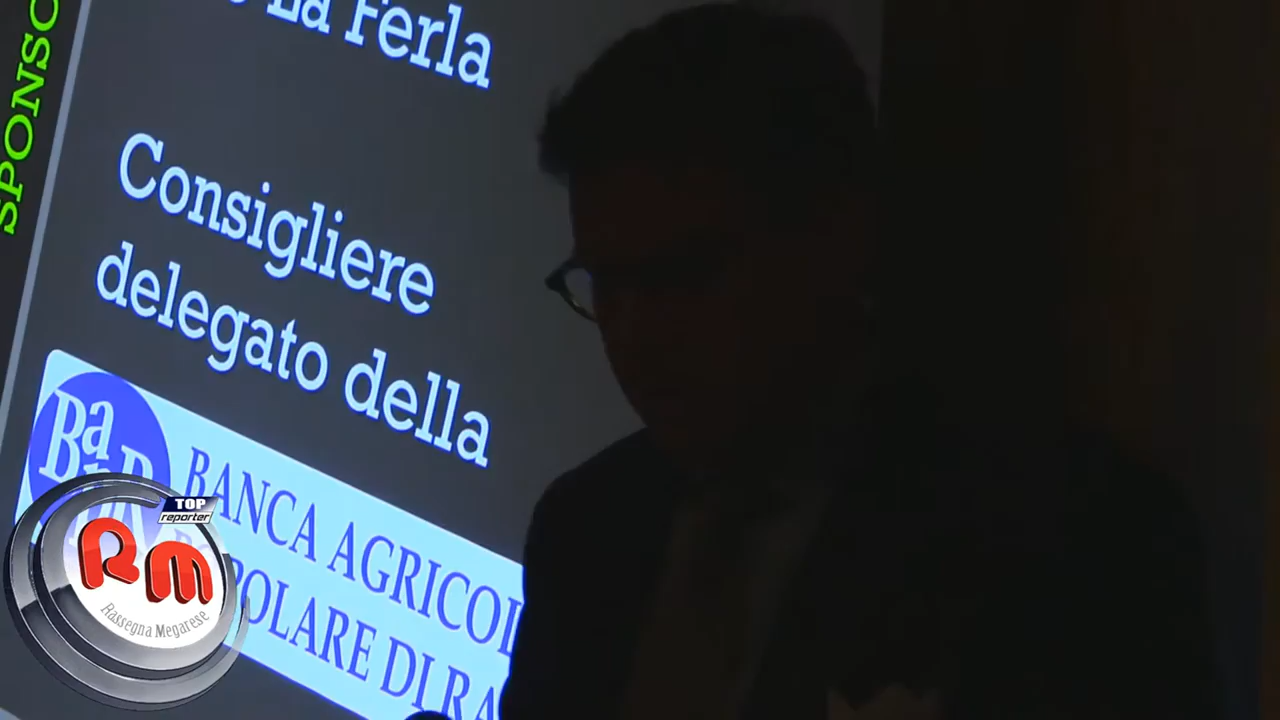 SPONSO
La Ferla
Consigliere
delegato della
BANCA AGRICOL
POLARE DI RA
TOP
reporter
RM
Rassegna Megarese